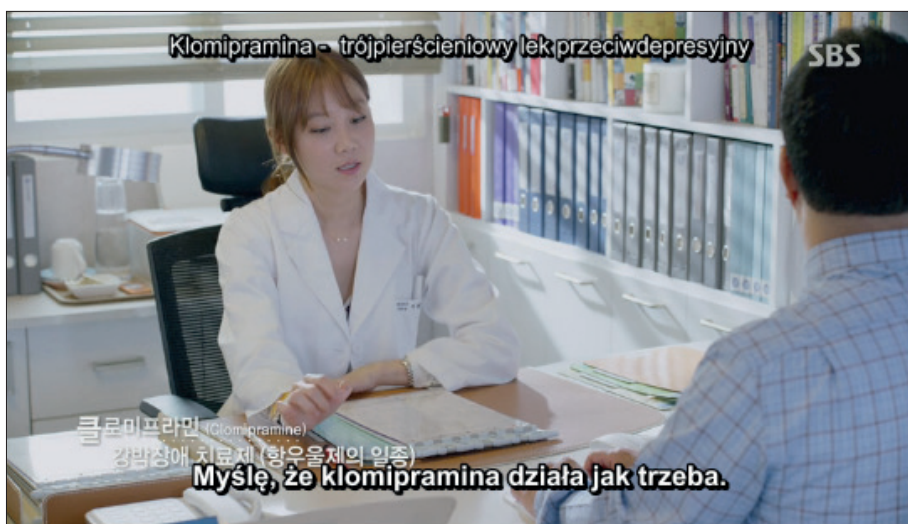 Klomipramina - trójpierścieniowy lek przeciwdepresyjny
SBS
클로미프라민 (Clomipramine)
강박장애 치료제 (항우울제의 일종)
Myślę, że klomipramina działa jak trzeba.